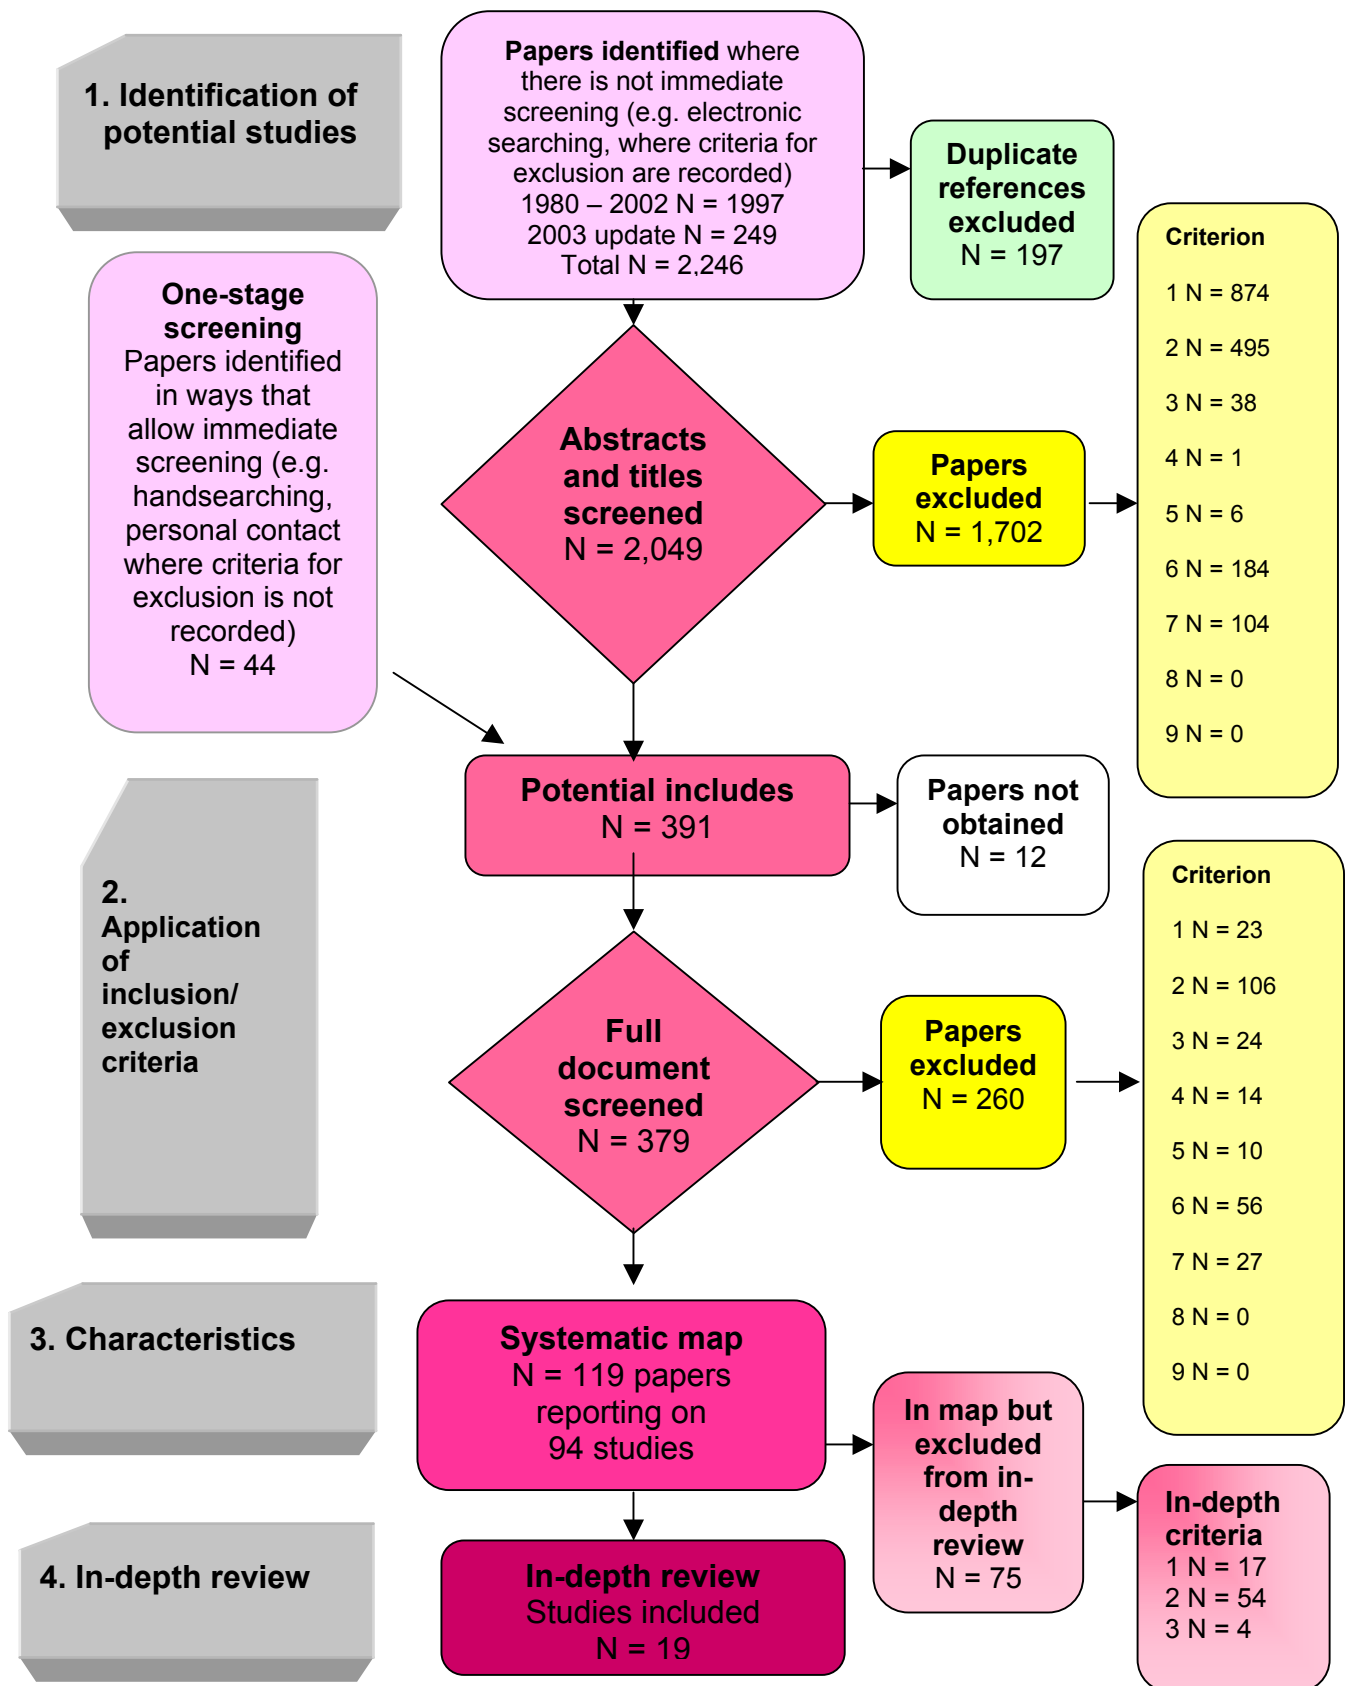 1. Identification of
potential studies
Papers identified where
there is not immediate
screening (e.g. electronic
searching, where criteria for
exclusion are recorded)
1980 – 2002 N = 1997
2003 update N = 249
Total N = 2,246
Duplicate
references
excluded
N = 197
One-stage
screening
Papers identified
in ways that
allow immediate
screening (e.g.
handsearching,
personal contact
where criteria for
exclusion is not
recorded)
N = 44
Abstracts
and titles
screened
N = 2,049
Papers
excluded
N = 1,702
Criterion
1 N = 874
2 N = 495
3 N = 38
4 N = 1
5 N = 6
6 N = 184
7 N = 104
8 N = 0
9 N = 0
Potential includes
N = 391
Papers not
obtained
N = 12
2.
Application
of
inclusion/
exclusion
criteria
Full
document
screened
N = 379
Papers
excluded
N = 260
Criterion
1 N = 23
2 N = 106
3 N = 24
4 N = 14
5 N = 10
6 N = 56
7 N = 27
8 N = 0
9 N = 0
3. Characteristics
Systematic map
N = 119 papers
reporting on
94 studies
In map but
excluded
from in-
depth
review
N = 75
In-depth
criteria
1 N = 17
2 N = 54
3 N = 4
4. In-depth review
In-depth review
Studies included
N = 19